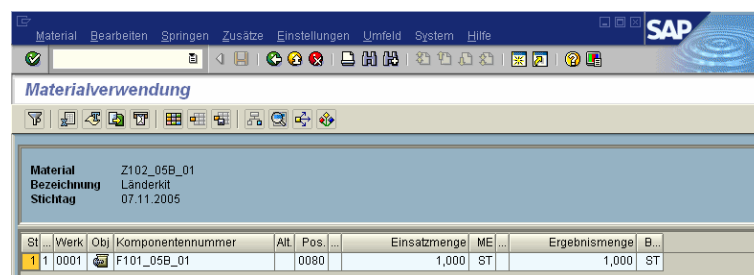 Material Bearbeiten Springen Zusätze Einstellungen Umfeld System Hilfe
SAP
Materialverwendung
Material Z102_05B_01
Bezeichnung Länderkit
Stichtag 07.11.2005
St ... Werk Obj Komponentennummer Alt. Pos. ... Einsatzmenge ME ... Ergebnismenge B...
1 1 0001 F101_05B_01 0080 1,000 ST 1,000 ST